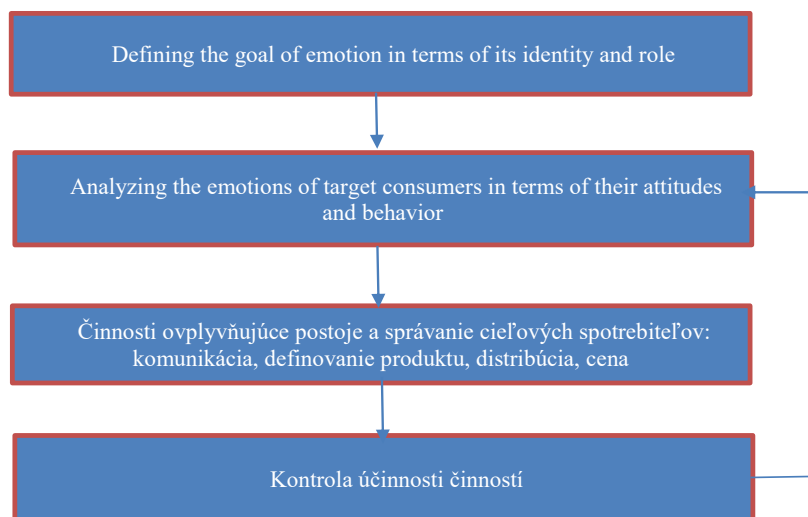 Defining the goal of emotion in terms of its identity and role
Analyzing the emotions of target consumers in terms of their attitudes
and behavior
Činnosti ovplyvňujúce postoje a správanie cieľových spotrebiteľov:
komunikácia, definovanie produktu, distribúcia, cena
Kontrola účinnosti činností